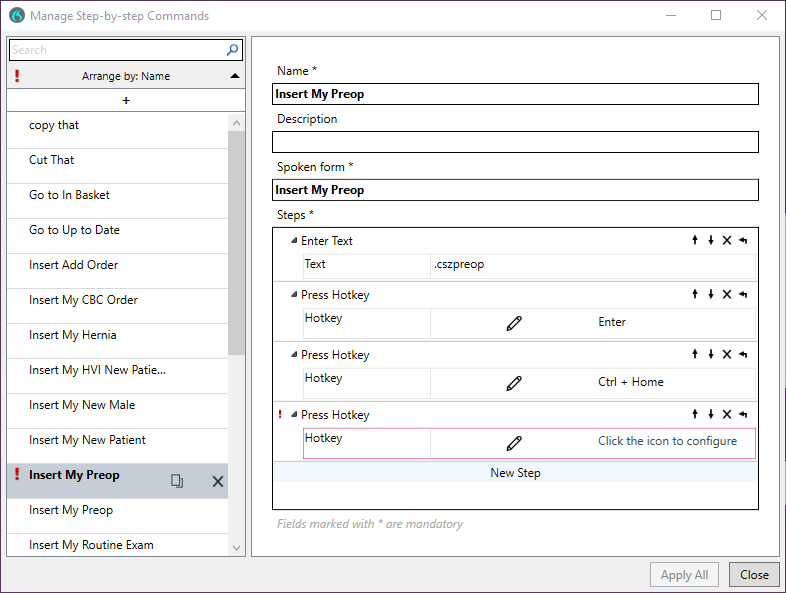 Manage Step-by-step Commands
Search
! Arrange by: Name
+
copy that
Cut That
Go to In Basket
Go to Up to Date
Insert Add Order
Insert My CBC Order
Insert My Hernia
Insert My HVI New Patie...
Insert My New Male
Insert My New Patient
! Insert My Preop
Insert My Preop
Insert My Routine Exam
Name *
Insert My Preop
Description
Spoken form *
Insert My Preop
Steps *
Enter Text
Text .cszpreop
Press Hotkey
Hotkey Enter
Press Hotkey
Hotkey Ctrl + Home
! Press Hotkey
Hotkey Click the icon to configure
New Step
Fields marked with * are mandatory
Apply All Close